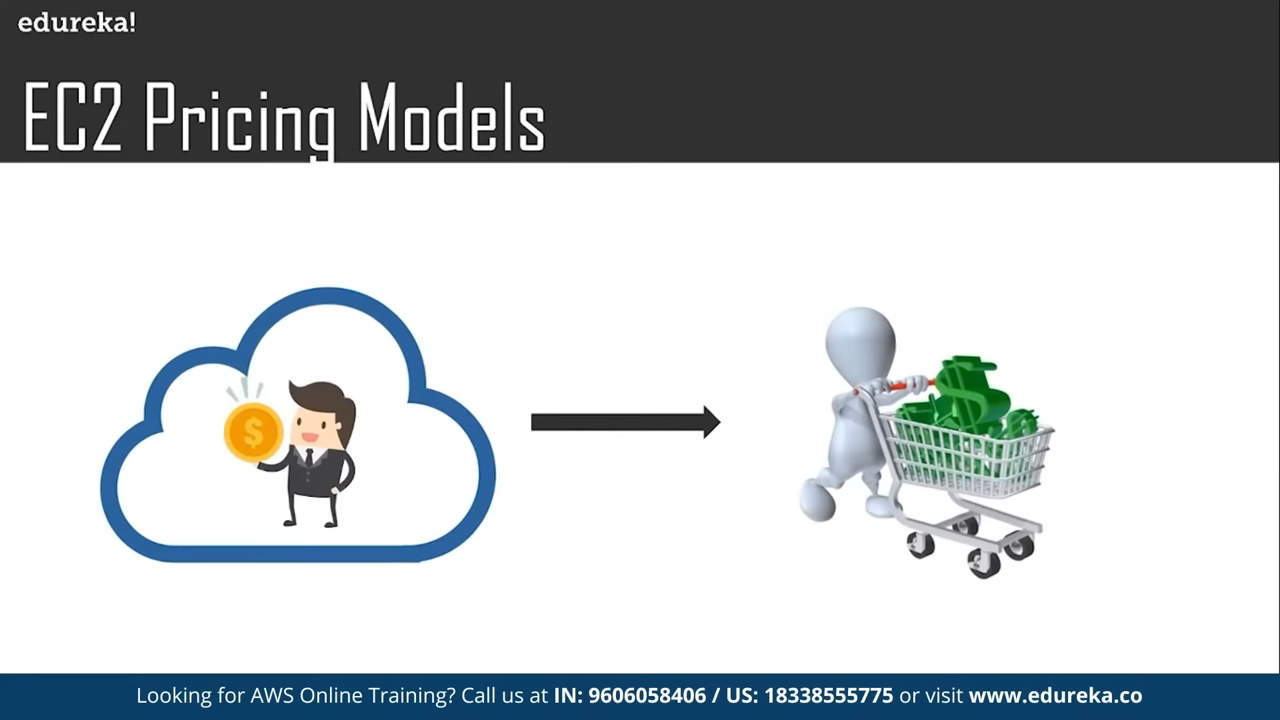 edureka!
EC2 Pricing Models
$
Looking for AWS Online Training? Call us at IN: 9606058406 / US: 18338555775 or visit www.edureka.co